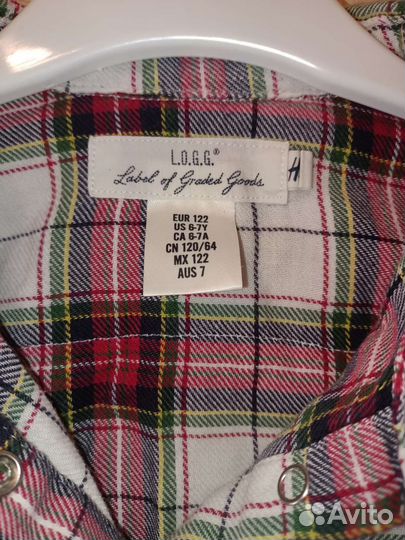 L.O.G.G.®
Label of Graded Goods
H
EUR 122
US 6-7Y
CA 6-7A
CN 120/64
MX 122
AUS 7
Avito